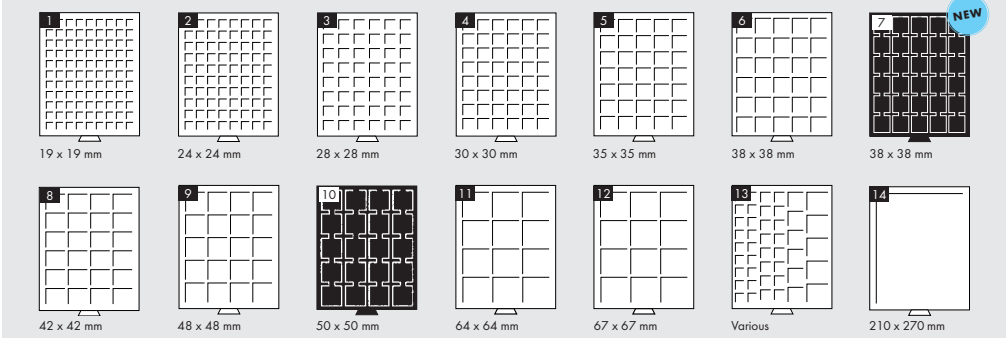 1
2
3
4
5
6
7
NEW
19 x 19 mm
24 x 24 mm
28 x 28 mm
30 x 30 mm
35 x 35 mm
38 x 38 mm
38 x 38 mm
8
9
10
11
12
13
14
42 x 42 mm
48 x 48 mm
50 x 50 mm
64 x 64 mm
67 x 67 mm
Various
210 x 270 mm